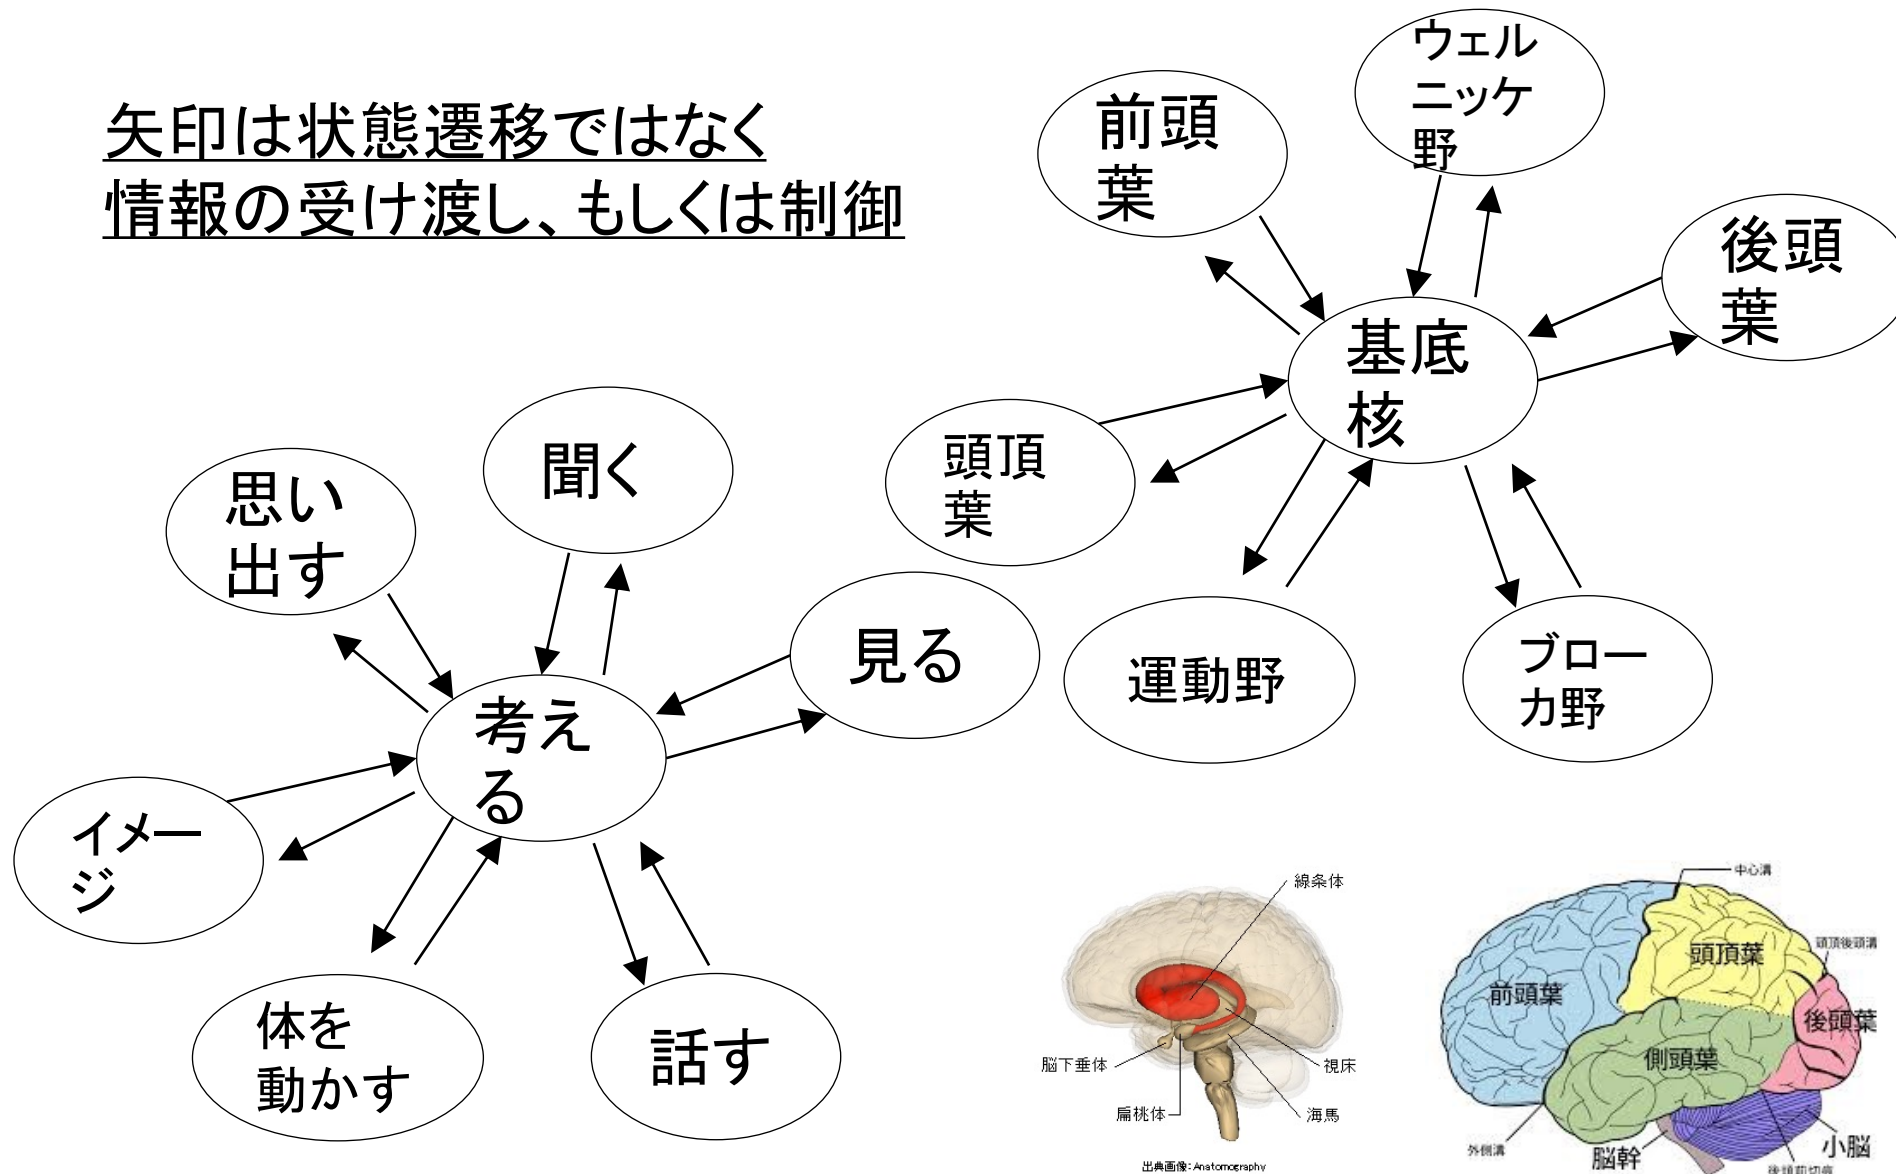 矢印は状態遷移ではなく
情報の受け渡し、もしくは制御
ウェル
ニッケ
野
前頭
葉
後頭
葉
基底
核
頭頂
葉
運動野
ブロー
カ野
聞く
思い
出す
見る
考え
る
イメー
ジ
体を
動かす
話す
線条体
脳下垂体
視床
扁桃体
海馬
出典画像:Anatomography
中心溝
頭頂後頭溝
頭頂葉
前頭葉
後頭葉
側頭葉
外側溝
脳幹
小脳